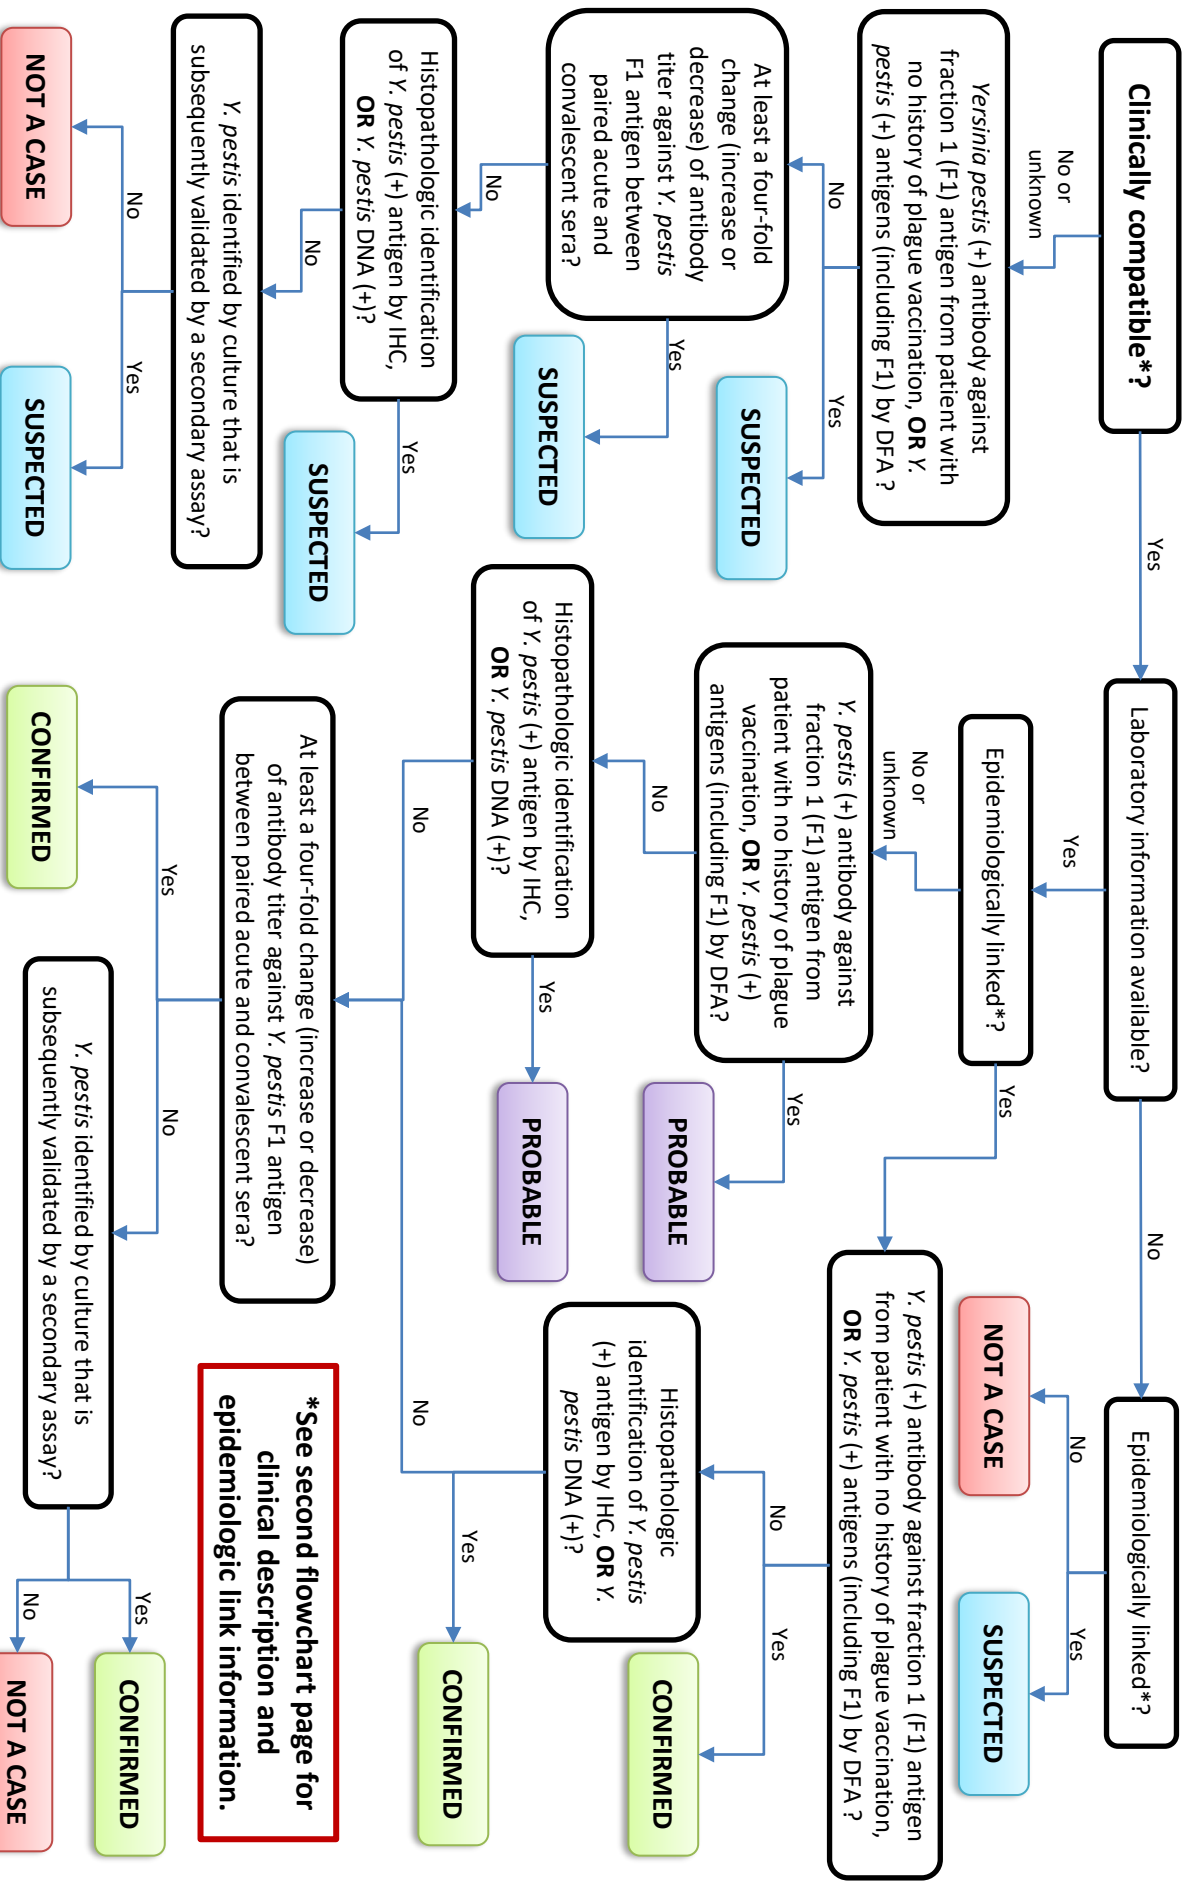 Clinically compatible*?
Yes
Laboratory information available?
No
Epidemiologically linked*?
No or
unknown
Yes
No
Yes
NOT A CASE
SUSPECTED
Epidemiologically linked*?
Yes
No or
unknown
Yersinia pestis (+) antibody against
fraction 1 (F1) antigen from patient with
no history of plague vaccination, OR Y.
pestis (+) antigens (including F1) by DFA ?
No
Yes
SUSPECTED
Y. pestis (+) antibody against fraction 1 (F1) antigen
from patient with no history of plague vaccination,
OR Y. pestis (+) antigens (including F1) by DFA ?
No
Yes
CONFIRMED
Y. pestis (+) antibody against
fraction 1 (F1) antigen from
patient with no history of plague
vaccination, OR Y. pestis (+)
antigens (including F1) by DFA?
Yes
PROBABLE
No
At least a four-fold
change (increase or
decrease) of antibody
titer against Y. pestis
F1 antigen between
paired acute and
convalescent sera?
Yes
SUSPECTED
No
Histopathologic
identification of Y. pestis
(+) antigen by IHC, OR Y.
pestis DNA (+)?
Yes
CONFIRMED
No
Histopathologic identification
of Y. pestis (+) antigen by IHC,
OR Y. pestis DNA (+)?
Yes
PROBABLE
No
Histopathologic identification
of Y. pestis (+) antigen by IHC,
OR Y. pestis DNA (+)?
Yes
SUSPECTED
No
At least a four-fold change (increase or decrease)
of antibody titer against Y. pestis F1 antigen
between paired acute and convalescent sera?
Yes
No
CONFIRMED
*See second flowchart page for
clinical description and
epidemiologic link information.
Y. pestis identified by culture that is
subsequently validated by a secondary assay?
No
Yes
NOT A CASE
SUSPECTED
Y. pestis identified by culture that is
subsequently validated by a secondary assay?
Yes
CONFIRMED
No
NOT A CASE